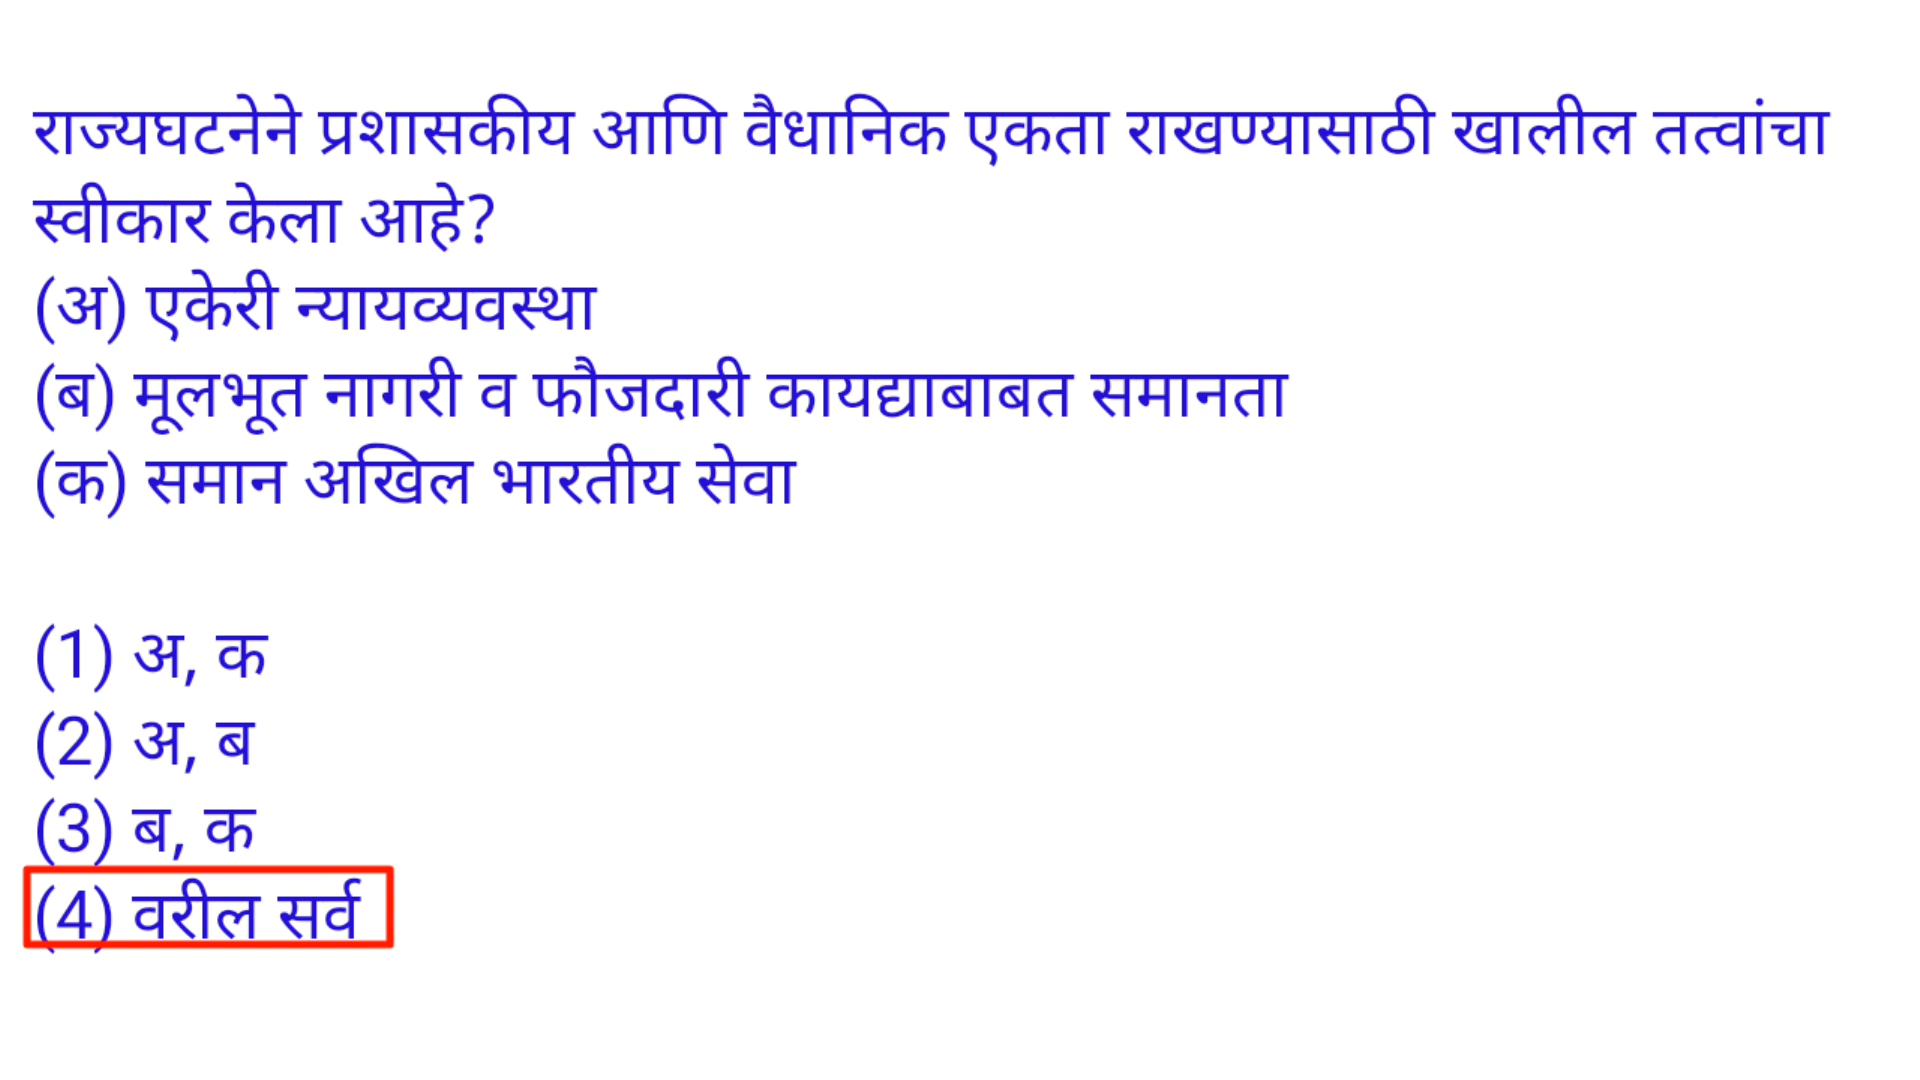 राज्यघटनेने प्रशासकीय आणि वैधानिक एकता राखण्यासाठी खालील तत्वांचा
स्वीकार केला आहे?
(अ) एकेरी न्यायव्यवस्था
(ब) मूलभूत नागरी व फौजदारी कायद्याबाबत समानता
(क) समान अखिल भारतीय सेवा
(1) अ, क
(2) अ, ब
(3) ब, क
(4) वरील सर्व